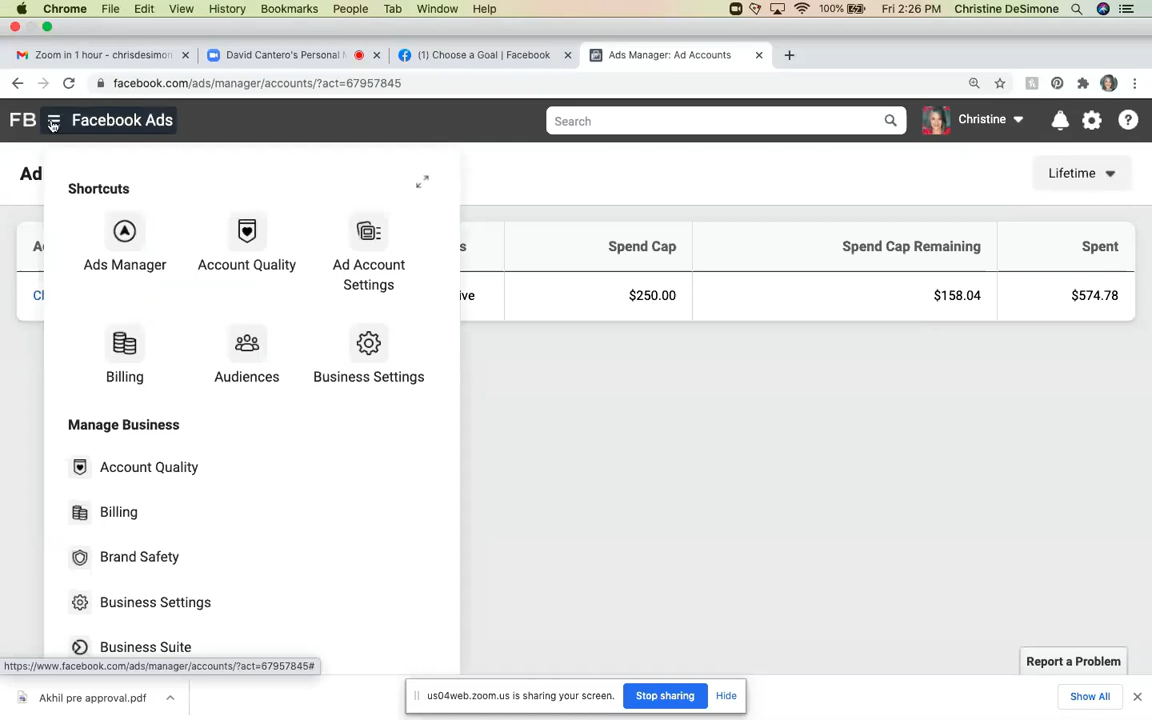 Chrome File Edit View History Bookmarks People Tab Window Help 100% Fri 2:26 PM Christine DeSimone
Zoom in 1 hour - chrisdesimon David Cantero's Personal (1) Choose a Goal | Facebook Ads Manager: Ad Accounts
facebook.com/ads/manager/accounts/?act=67957845
FB Facebook Ads Search Christine
Ad Lifetime
Shortcuts
Spend Cap Spend Cap Remaining Spent
Ads Manager Account Quality Ad Account
Settings
ive $250.00 $158.04 $574.78
Billing Audiences Business Settings
Manage Business
Account Quality
Billing
Brand Safety
Business Settings
Business Suite
https://www.facebook.com/ads/manager/accounts/?act=67957845#
Report a Problem
Akhil pre approval.pdf us04web.zoom.us is sharing your screen. Stop sharing Hide Show All